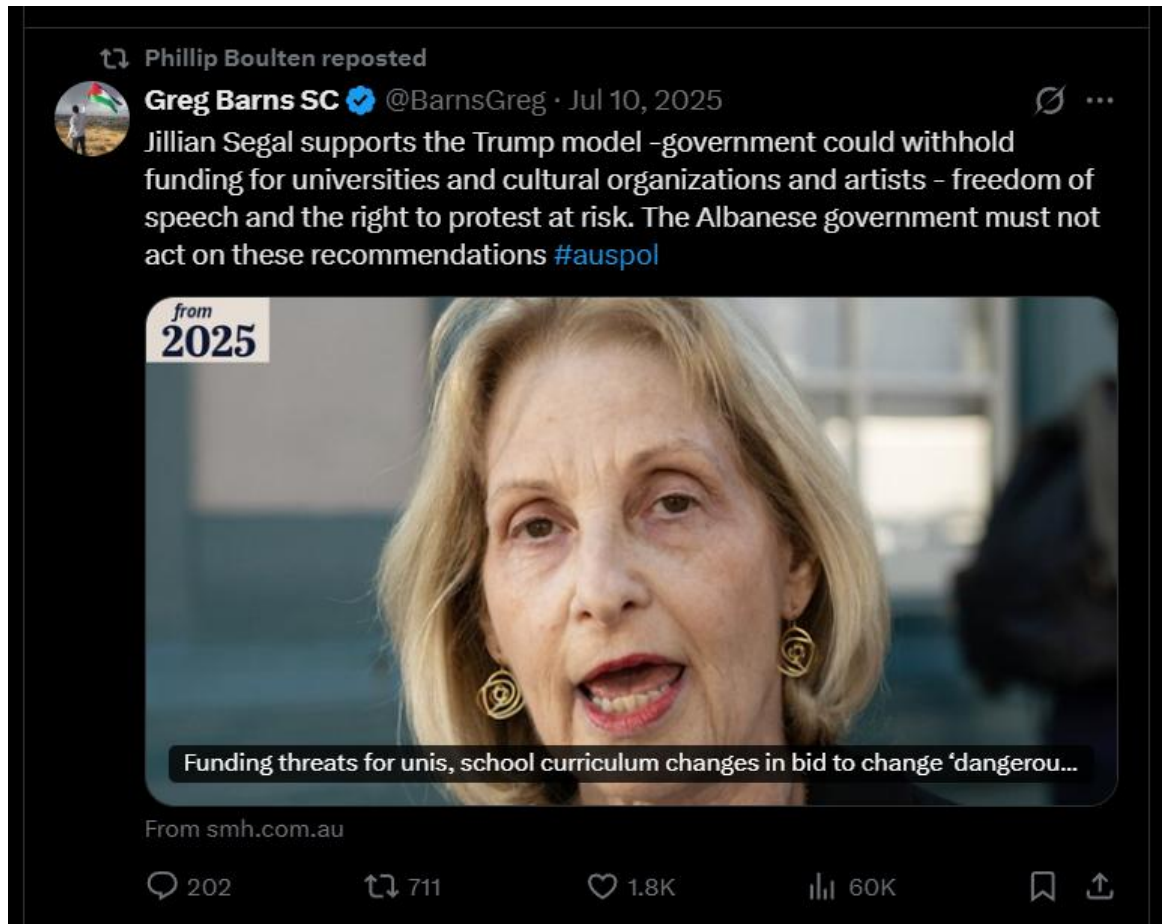 Phillip Boulten reposted
Greg Barns SC @BarnsGreg · Jul 10, 2025
Jillian Segal supports the Trump model -government could withhold
funding for universities and cultural organizations and artists - freedom of
speech and the right to protest at risk. The Albanese government must not
act on these recommendations #auspol
from
2025
Funding threats for unis, school curriculum changes in bid to change ‘dangerou...
From smh.com.au
202 711 1.8K 60K